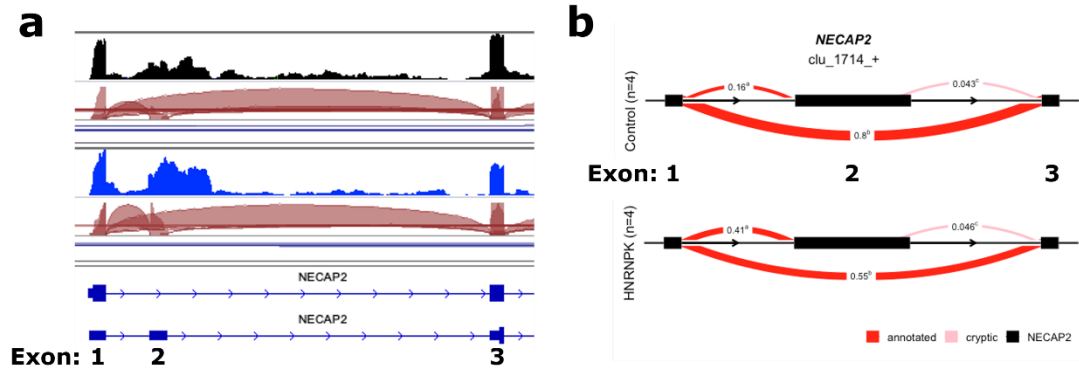 a
NECAP2
NECAP2
Exon: 1 2 3
b
NECAP2
clu_1714_+
Control (n=4)
0.16ᵃ
0.043ᶜ
0.8ᵇ
Exon: 1 2 3
HNRNPK (n=4)
0.41ᵃ
0.046ᶜ
0.55ᵇ
annotated cryptic NECAP2